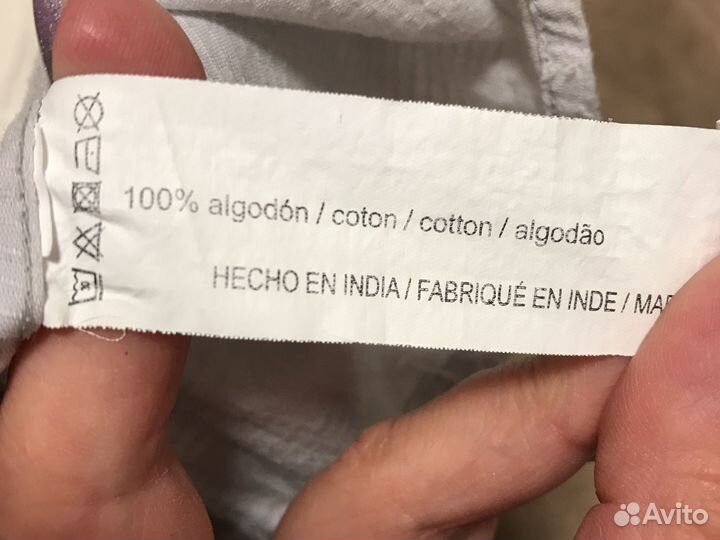 100% algodón / coton / cotton / algodão
HECHO EN INDIA / FABRIQUÉ EN INDE /
Avito